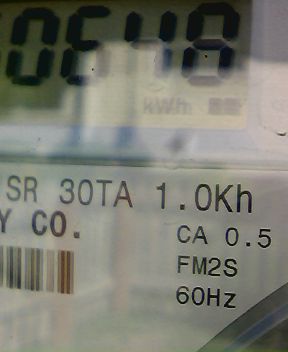 0648
kWh
SR 30TA 1.0Kh
Y CO.
CA 0.5
FM2S
60Hz